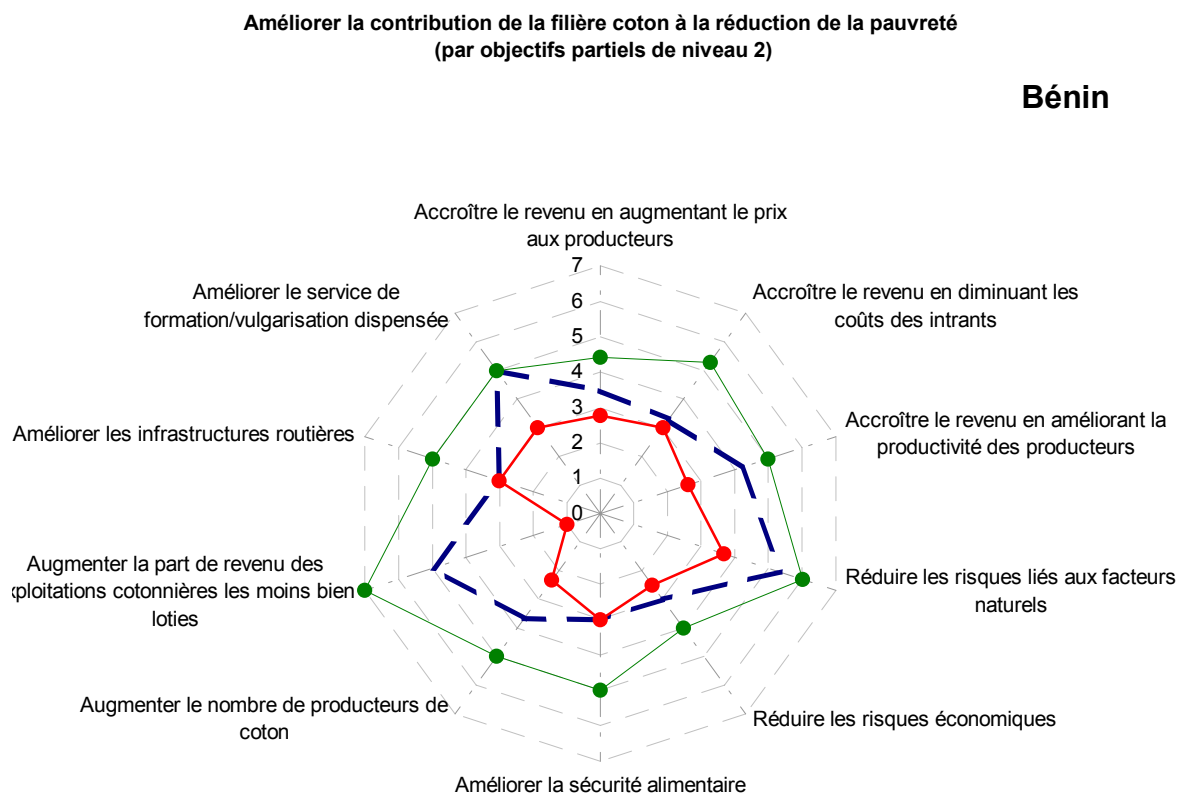 Améliorer la contribution de la filière coton à la réduction de la pauvreté
(par objectifs partiels de niveau 2)
Bénin
Accroître le revenu en augmentant le prix
aux producteurs
Améliorer le service de
formation/vulgarisation dispensée
Accroître le revenu en diminuant les
coûts des intrants
7
6
5
4
3
2
1
0
Améliorer les infrastructures routières
Accroître le revenu en améliorant la
productivité des producteurs
Augmenter la part de revenu des
xploitations cotonnières les moins bien
loties
Réduire les risques liés aux facteurs
naturels
Augmenter le nombre de producteurs de
coton
Réduire les risques économiques
Améliorer la sécurité alimentaire